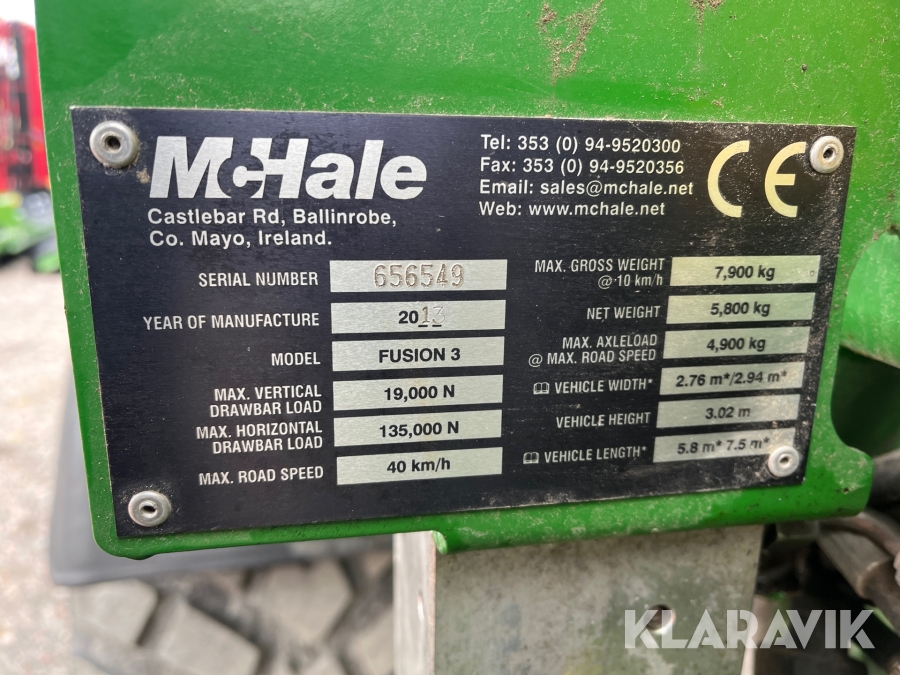 McHale
Castlebar Rd, Ballinrobe,
Co. Mayo, Ireland.
Tel: 353 (0) 94-9520300
Fax: 353 (0) 94-9520356
Email: sales@mchale.net
Web: www.mchale.net
CE
SERIAL NUMBER 656549
YEAR OF MANUFACTURE 2013
MODEL FUSION 3
MAX. VERTICAL
DRAWBAR LOAD 19,000 N
MAX. HORIZONTAL
DRAWBAR LOAD 135,000 N
MAX. ROAD SPEED 40 km/h
MAX. GROSS WEIGHT
@ 10 km/h 7,900 kg
NET WEIGHT 5,800 kg
MAX. AXLELOAD
@ MAX. ROAD SPEED 4,900 kg
VEHICLE WIDTH* 2.76 m*/2.94 m*
VEHICLE HEIGHT 3.02 m
VEHICLE LENGTH* 5.8 m* 7.5 m*
KLARAVIK